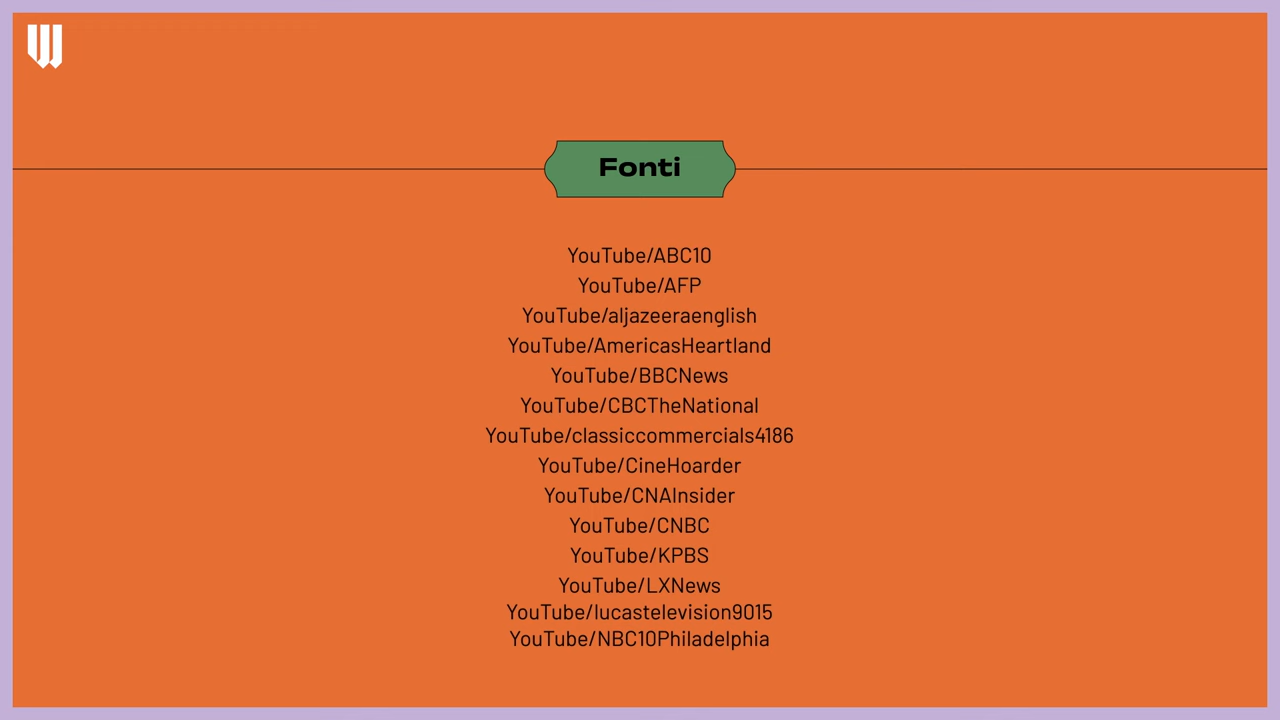 Fonti
YouTube/ABC10
YouTube/AFP
YouTube/aljazeeraenglish
YouTube/AmericasHeartland
YouTube/BBCNews
YouTube/CBCTheNational
YouTube/classiccommercials4186
YouTube/CineHoarder
YouTube/CNAInsider
YouTube/CNBC
YouTube/KPBS
YouTube/LXNews
YouTube/lucastelevision9015
YouTube/NBC10Philadelphia